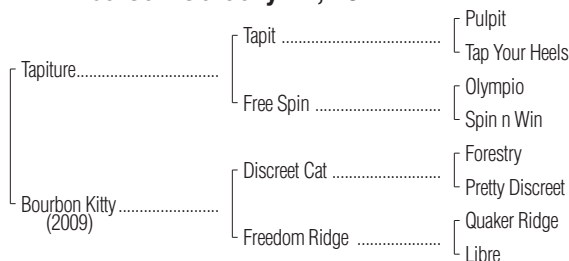 Pulpit
Tapit ........................................
Tap Your Heels
Tapiture....................................
Olympio
Free Spin ................................
Spin n Win
Forestry
Discreet Cat ............................
Pretty Discreet
Bourbon Kitty .........................
(2009)
Quaker Ridge
Freedom Ridge .....................
Libre